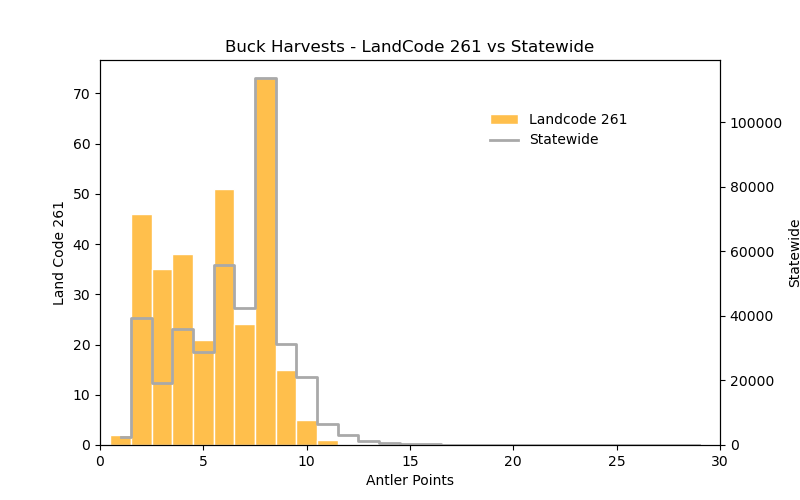 Buck Harvests - LandCode 261 vs Statewide
Landcode 261
Statewide
Land Code 261
0
10
20
30
40
50
60
70
Statewide
0
20000
40000
60000
80000
100000
0 5 10 15 20 25 30
Antler Points